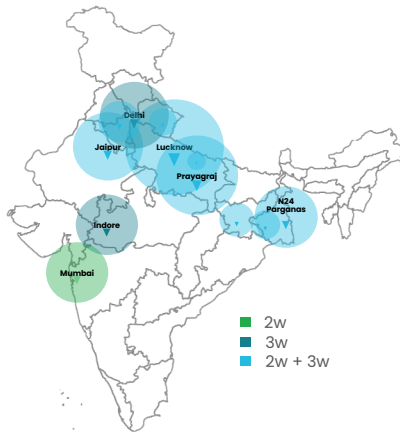 Delhi
Jaipur
Lucknow
Prayagraj
N24
Parganas
Indore
Mumbai
2w
3w
2w + 3w